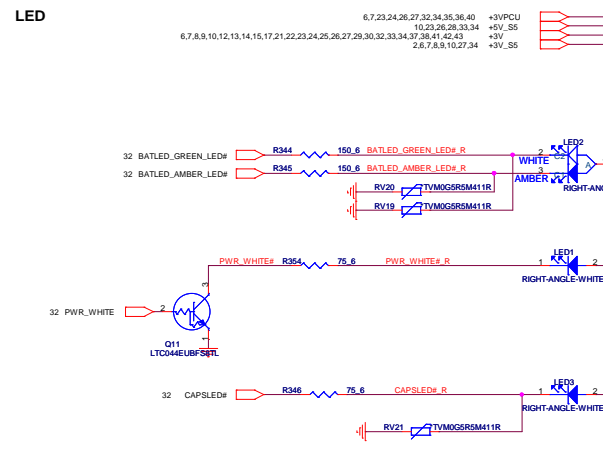 LED
6,7,23,24,26,27,32,34,35,36,40 +3VPCU
10,23,26,28,33,34 +5V_S5
6,7,8,9,10,12,13,14,15,17,21,22,23,24,25,26,27,29,30,32,33,34,37,38,41,42,43 +3V
2,6,7,8,9,10,27,34 +3V_S5
LED2
32 BATLED_GREEN_LED# R344 150_6 BATLED_GREEN_LED#_R 2
WHITE
A
32 BATLED_AMBER_LED# R345 150_6 BATLED_AMBER_LED#_R 3
AMBER
RV20 TVM0G5R5M411R RIGHT-ANG
RV19 TVM0G5R5M411R
LED1
PWR_WHITE# R354 75_6 PWR_WHITE#_R 1 2
RIGHT-ANGLE-WHITE
3
32 PWR_WHITE 2
1
Q11
LTC044EUBFS8TL
LED3
32 CAPSLED# R346 75_6 CAPSLED#_R 1 2
RIGHT-ANGLE-WHITE
RV21 TVM0G5R5M411R